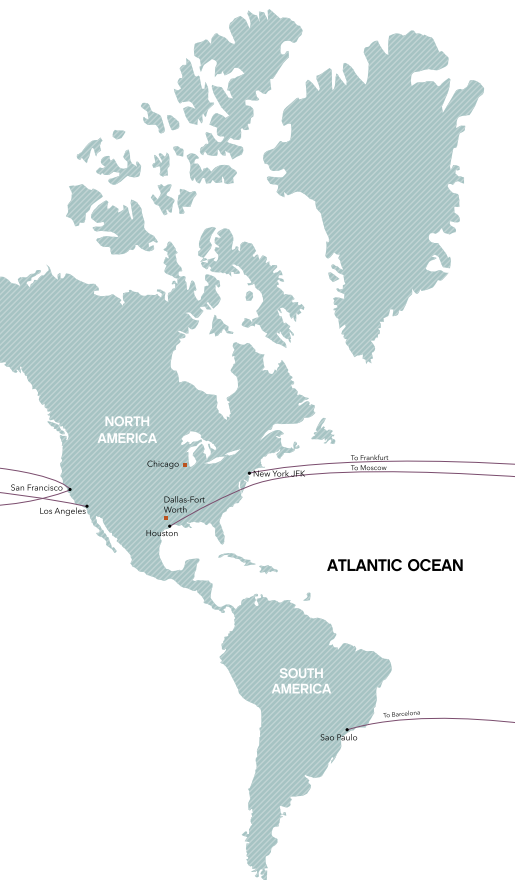 NORTH
AMERICA
Chicago
To Frankfurt
To Moscow
New York JFK
San Francisco
Dallas-Fort
Worth
Los Angeles
Houston
ATLANTIC OCEAN
SOUTH
AMERICA
To Barcelona
Sao Paulo